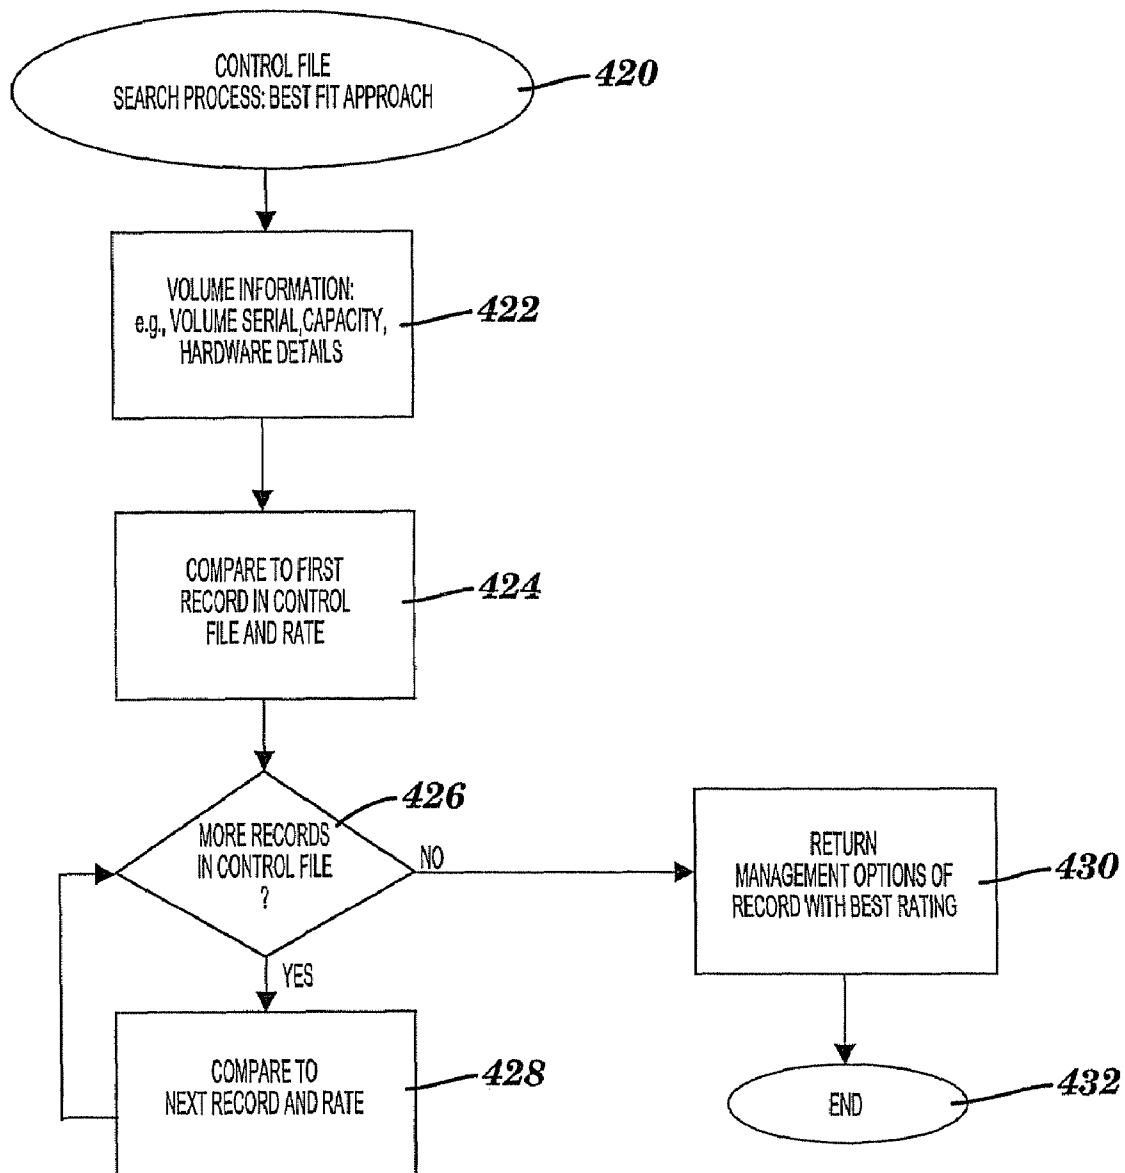 CONTROL FILE
SEARCH PROCESS: BEST FIT APPROACH
420
VOLUME INFORMATION:
e.g., VOLUME SERIAL,CAPACITY,
HARDWARE DETAILS
422
COMPARE TO FIRST
RECORD IN CONTROL
FILE AND RATE
424
MORE RECORDS
IN CONTROL FILE
?
426
NO
YES
RETURN
MANAGEMENT OPTIONS OF
RECORD WITH BEST RATING
430
COMPARE TO
NEXT RECORD AND RATE
428
END
432